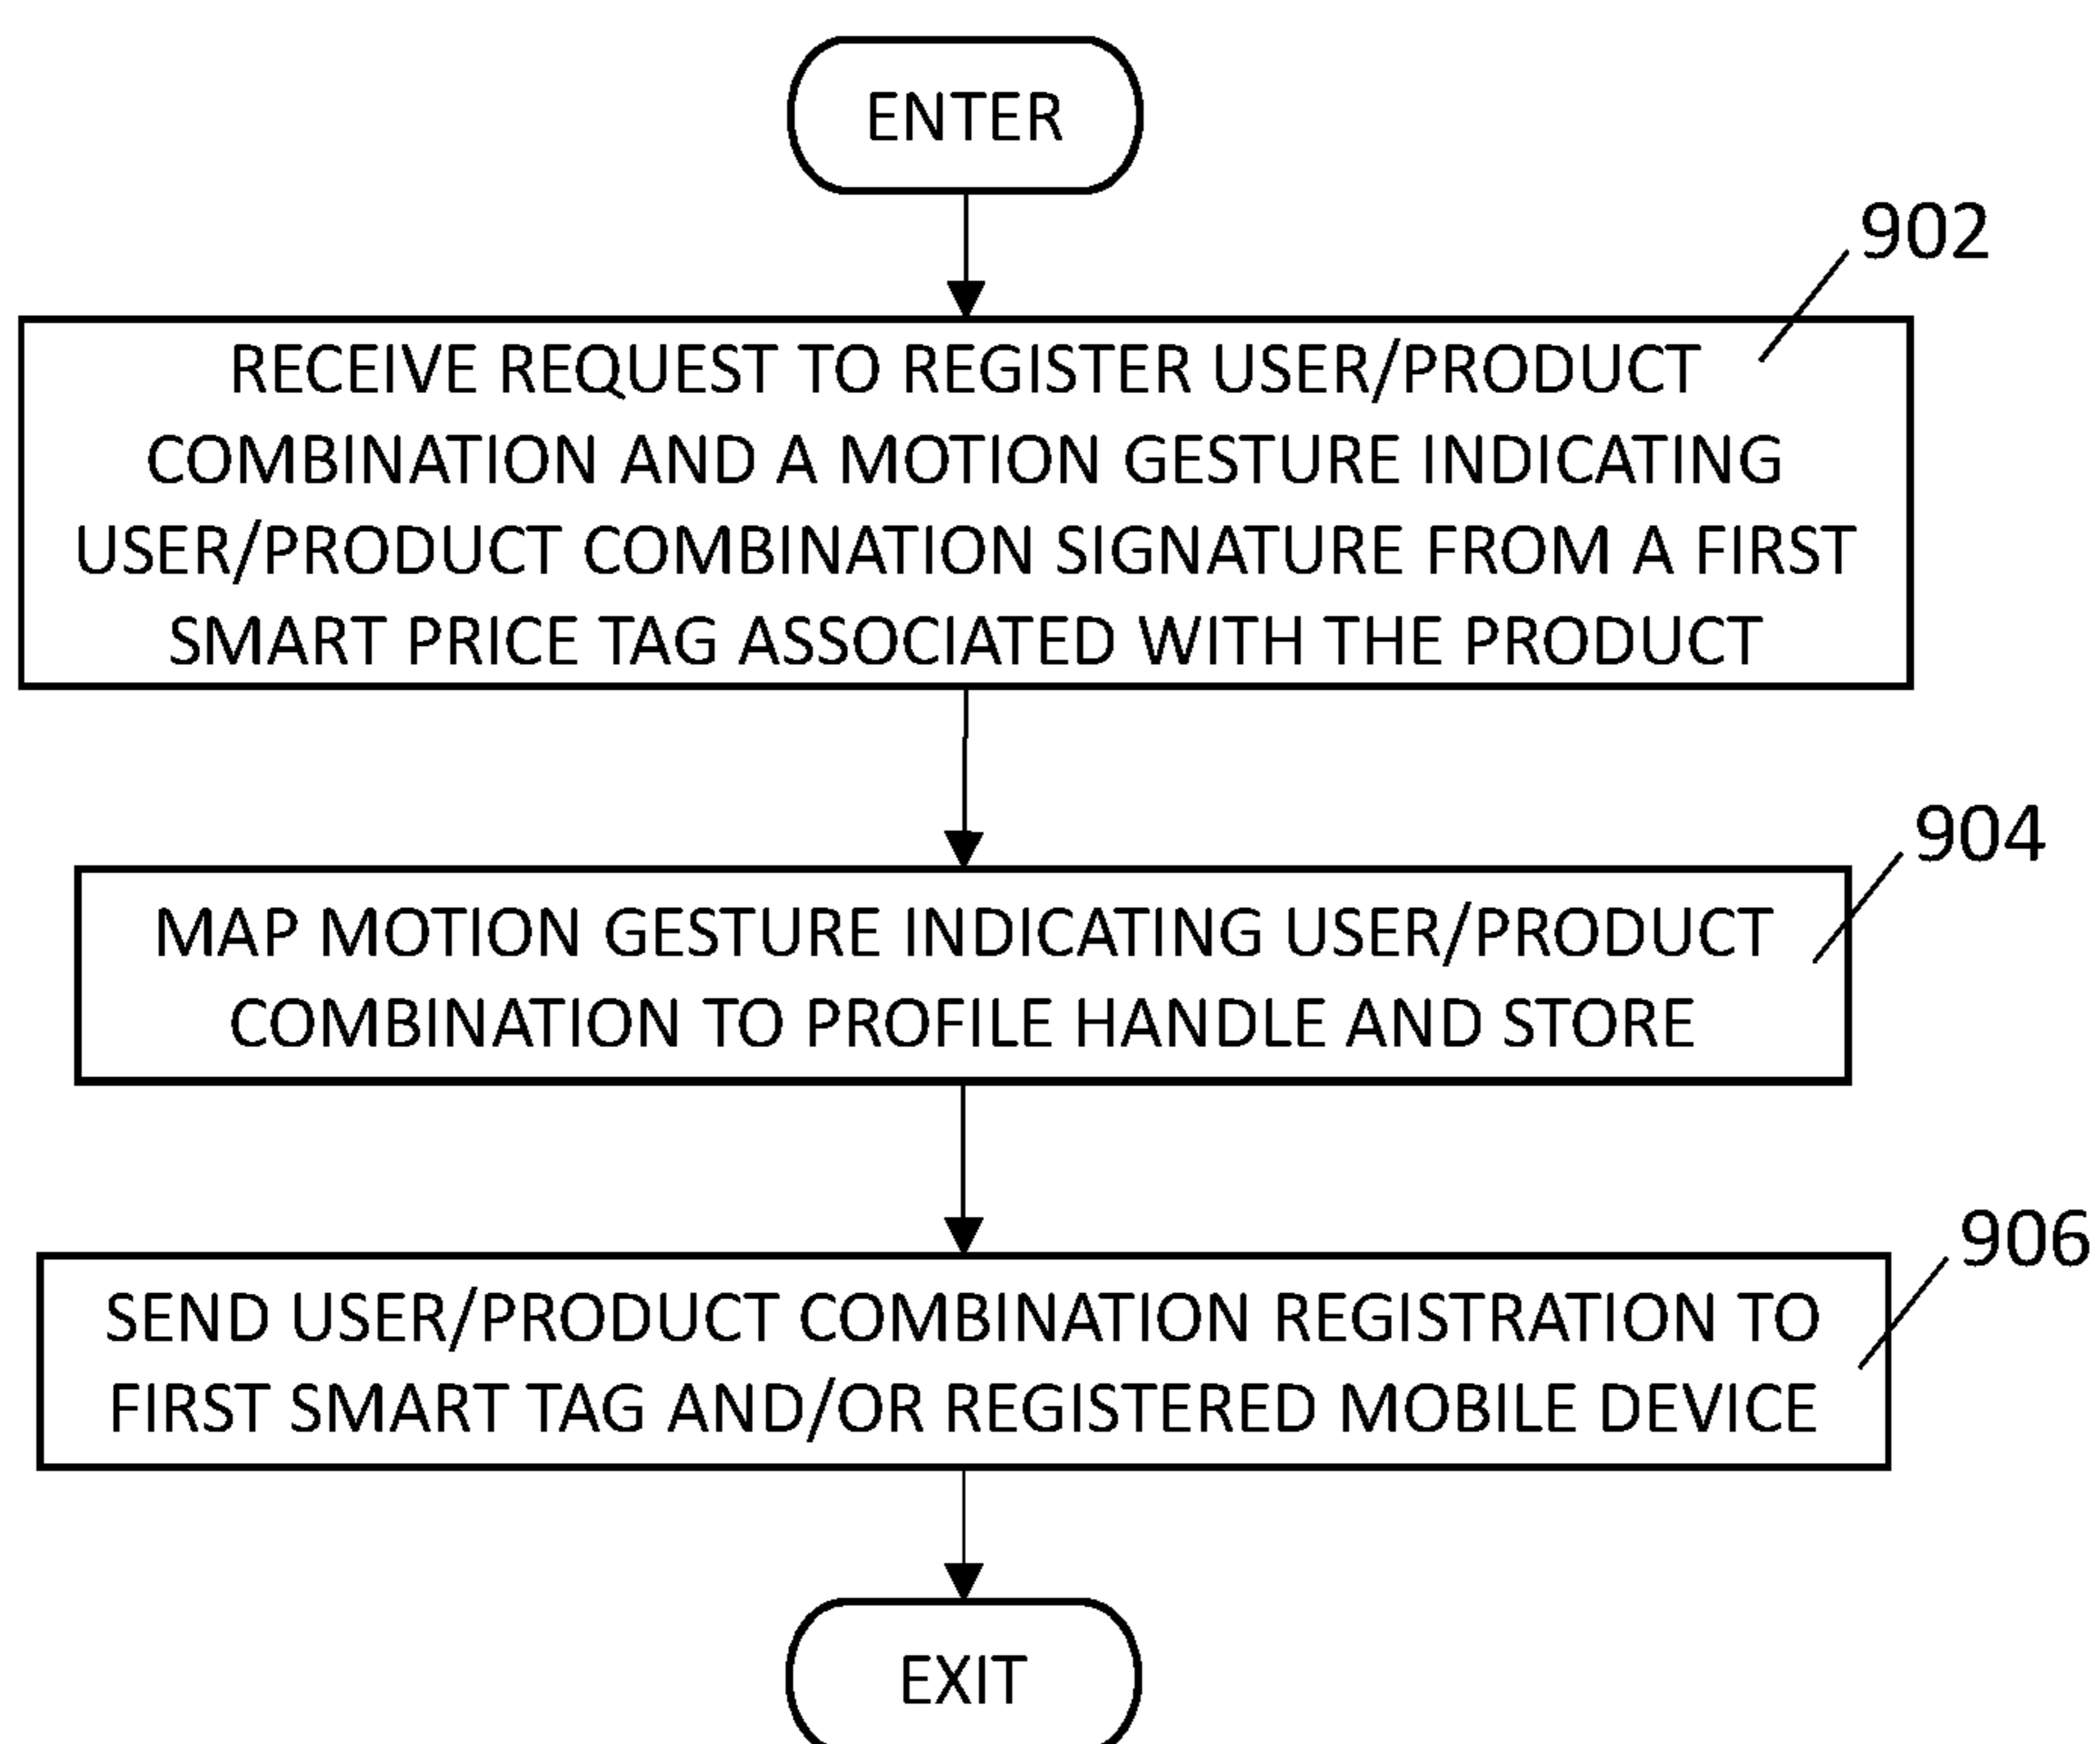 ENTER
902
RECEIVE REQUEST TO REGISTER USER/PRODUCT
COMBINATION AND A MOTION GESTURE INDICATING
USER/PRODUCT COMBINATION SIGNATURE FROM A FIRST
SMART PRICE TAG ASSOCIATED WITH THE PRODUCT
904
MAP MOTION GESTURE INDICATING USER/PRODUCT
COMBINATION TO PROFILE HANDLE AND STORE
906
SEND USER/PRODUCT COMBINATION REGISTRATION TO
FIRST SMART TAG AND/OR REGISTERED MOBILE DEVICE
EXIT